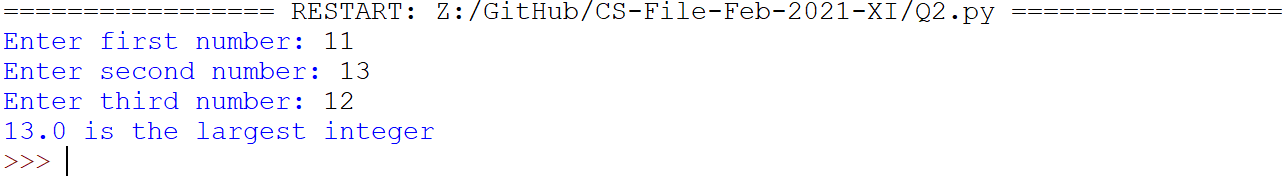 ================= RESTART: Z:/GitHub/CS-File-Feb-2021-XI/Q2.py =================
Enter first number: 11
Enter second number: 13
Enter third number: 12
13.0 is the largest integer
>>>